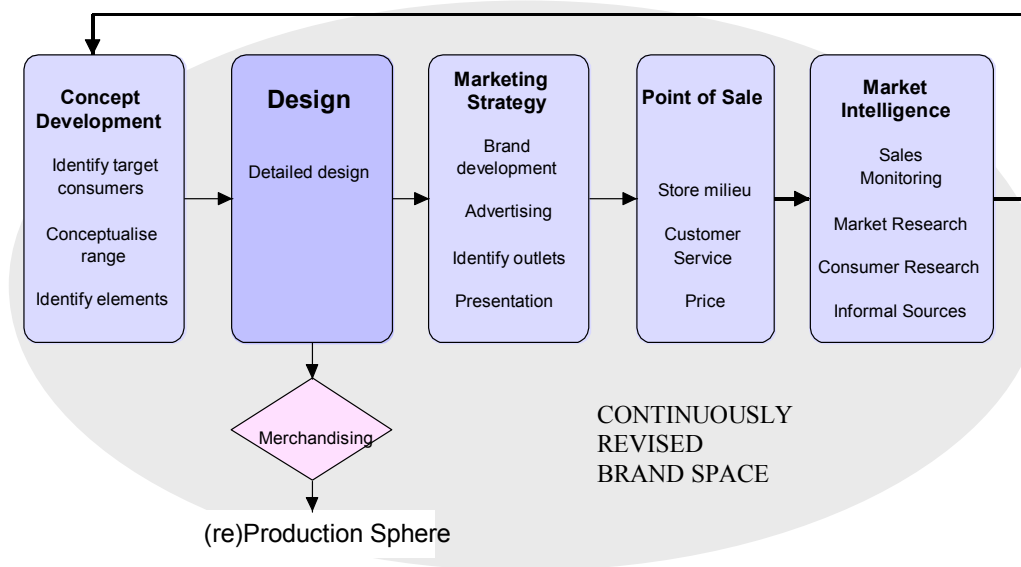 Concept
Development
Identify target
consumers
Conceptualise
range
Identify elements
Design
Detailed design
Marketing
Strategy
Brand
development
Advertising
Identify outlets
Presentation
Point of Sale
Store milieu
Customer
Service
Price
Market
Intelligence
Sales
Monitoring
Market Research
Consumer Research
Informal Sources
Merchandising
(re)Production Sphere
CONTINUOUSLY
REVISED
BRAND SPACE